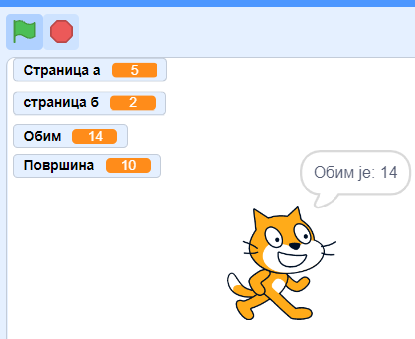 Страница а 5
страница б 2
Обим 14
Површина 10
Обим је: 14